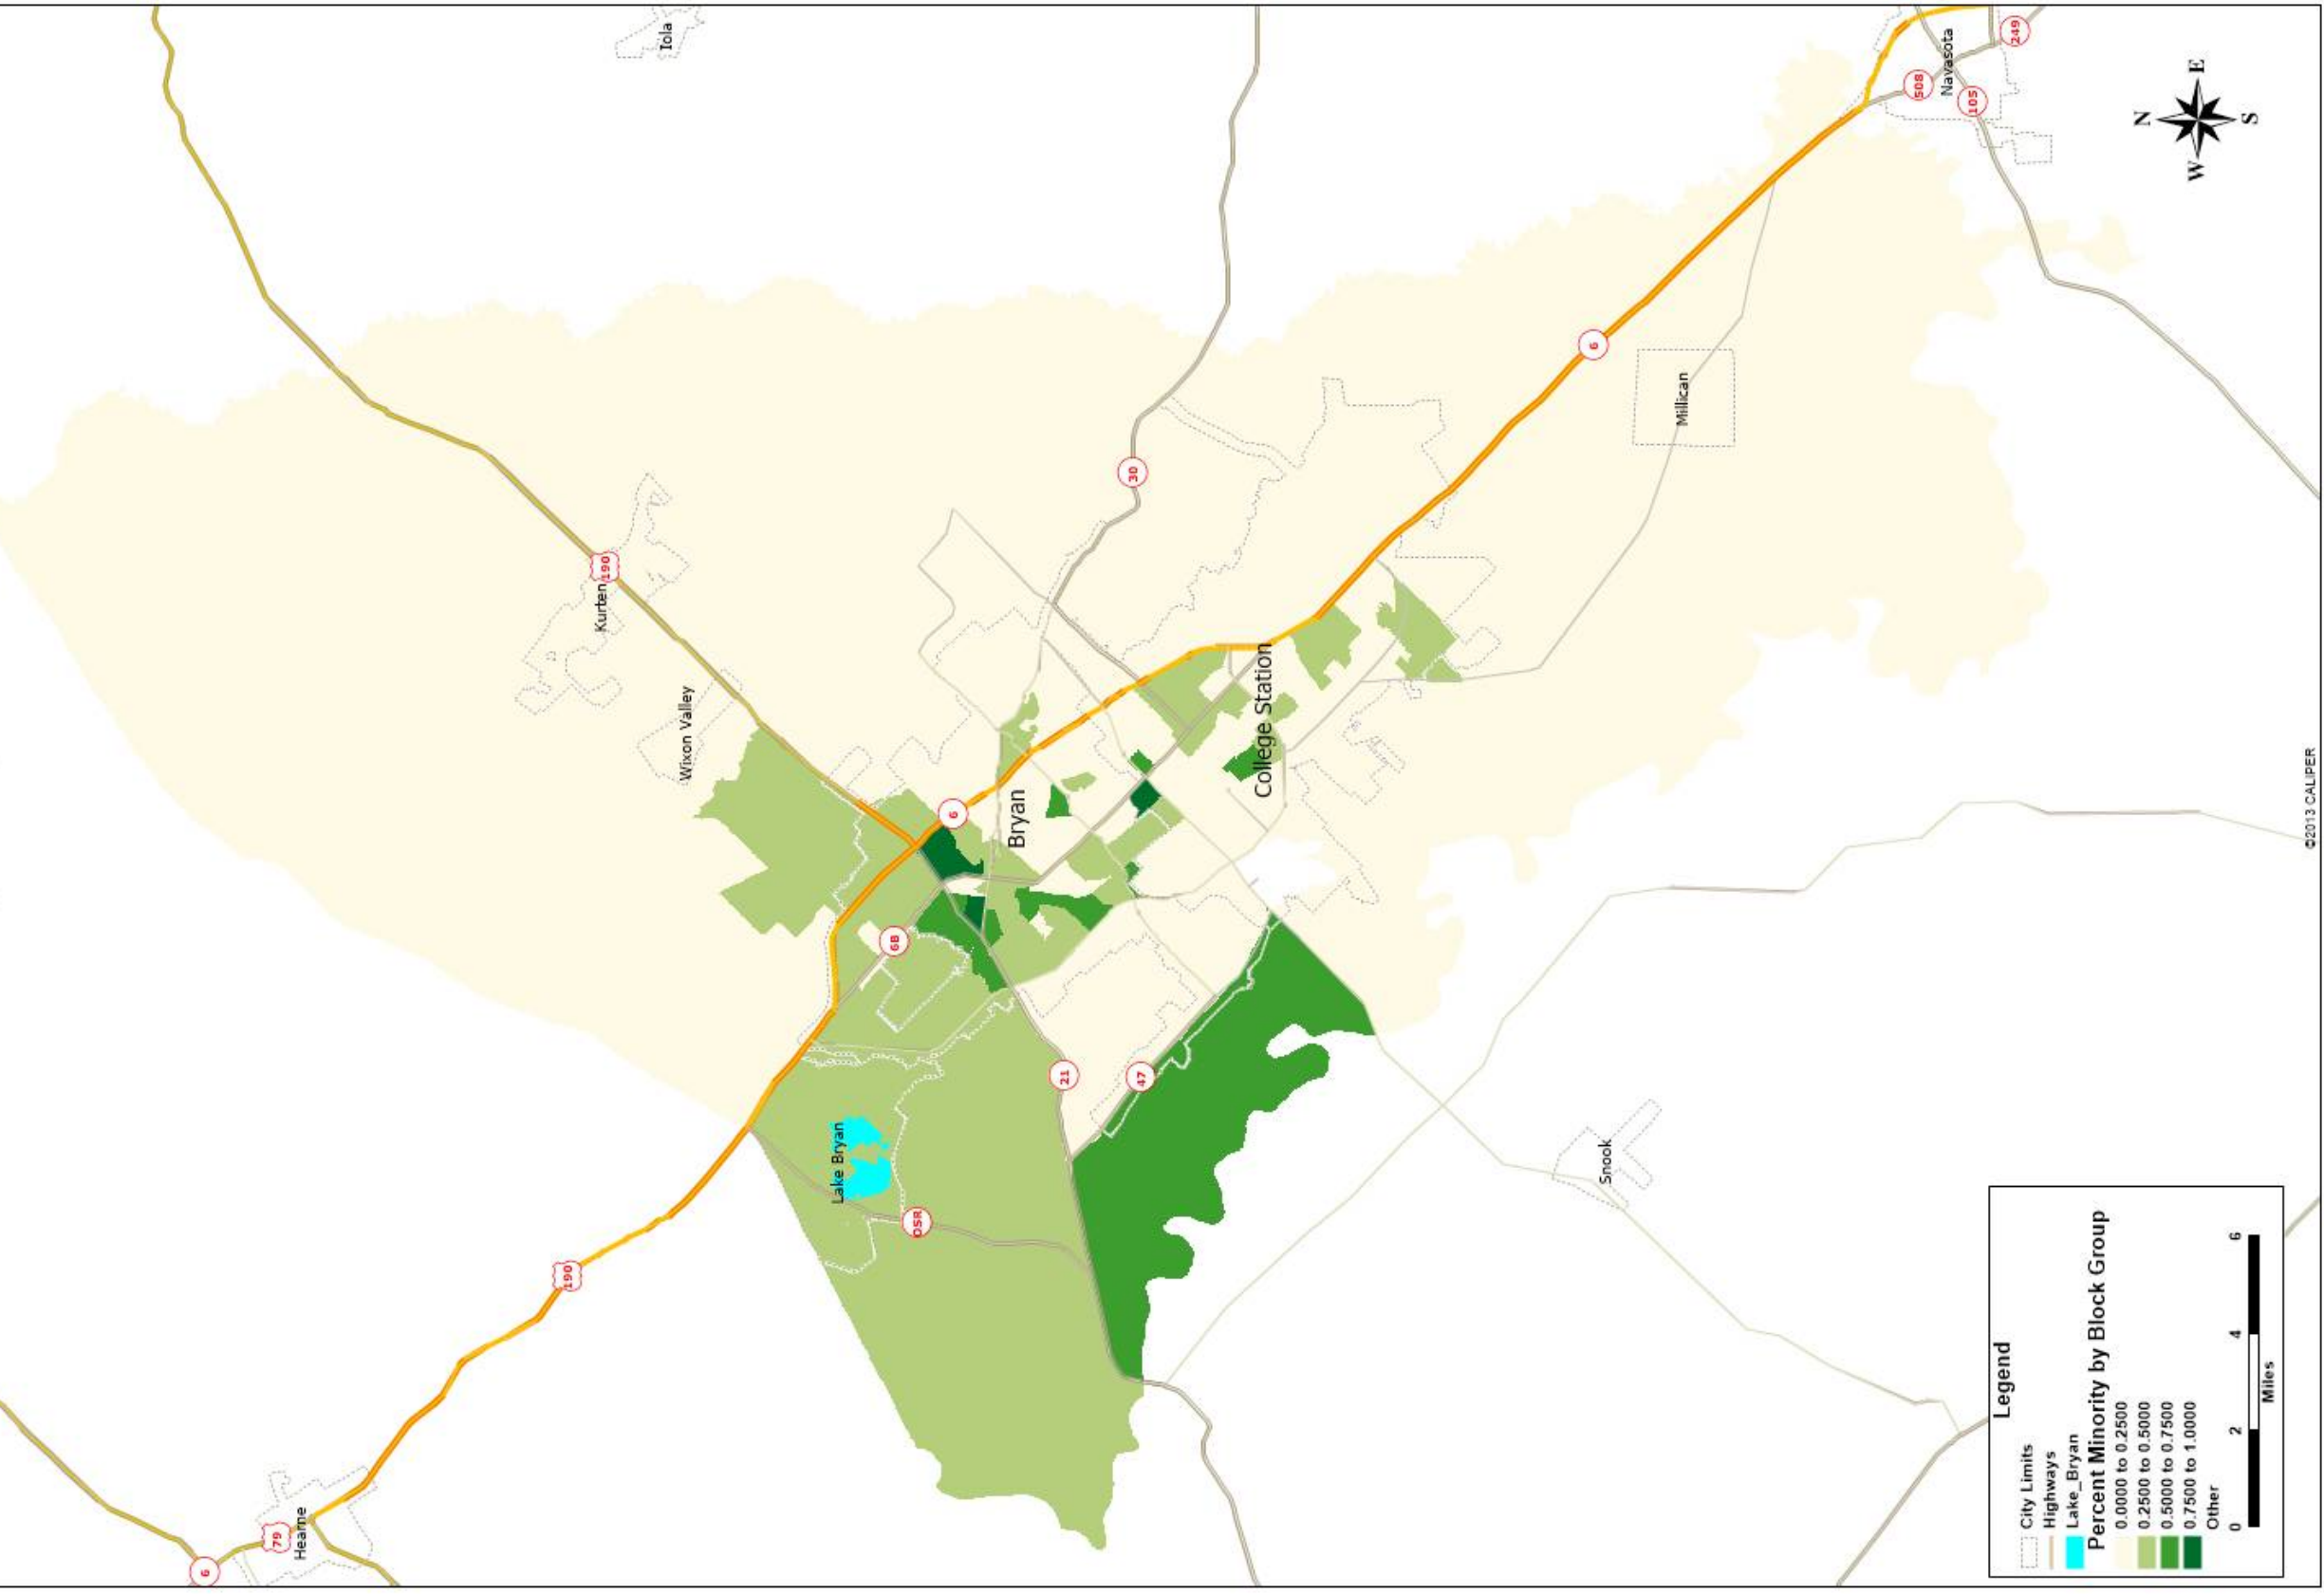 Iola
249
Navasota
508
105
N
E
W
S
6
Millican
30
190
Kurten
Wixon Valley
College Station
6
Bryan
6B
21
47
Lake Bryan
OSR
190
Snook
79
Hearne
6
Legend
City Limits
Highways
Lake_Bryan
Percent Minority by Block Group
0.0000 to 0.2500
0.2500 to 0.5000
0.5000 to 0.7500
0.7500 to 1.0000
Other
0 2 4 6
Miles
©2013 CALIPER